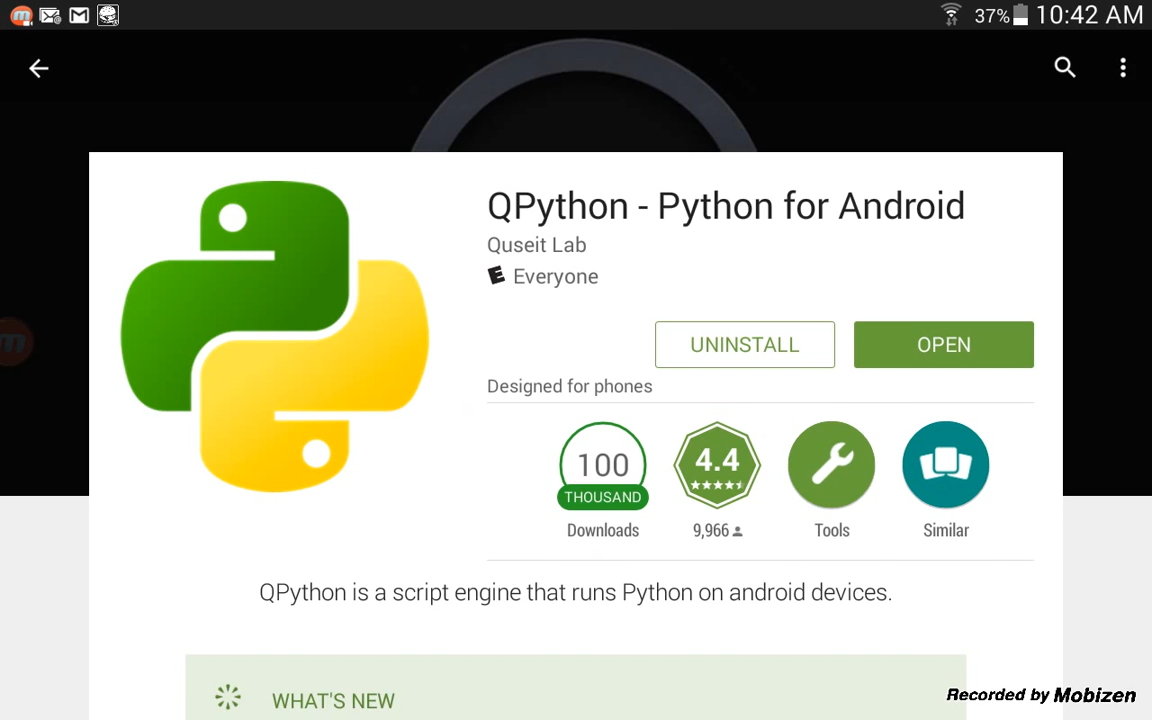 37% 10:42 AM
QPython - Python for Android
Quseit Lab
E Everyone
UNINSTALL OPEN
Designed for phones
100 THOUSAND
4.4
Downloads 9,966 Tools Similar
QPython is a script engine that runs Python on android devices.
WHAT'S NEW
Recorded by Mobizen